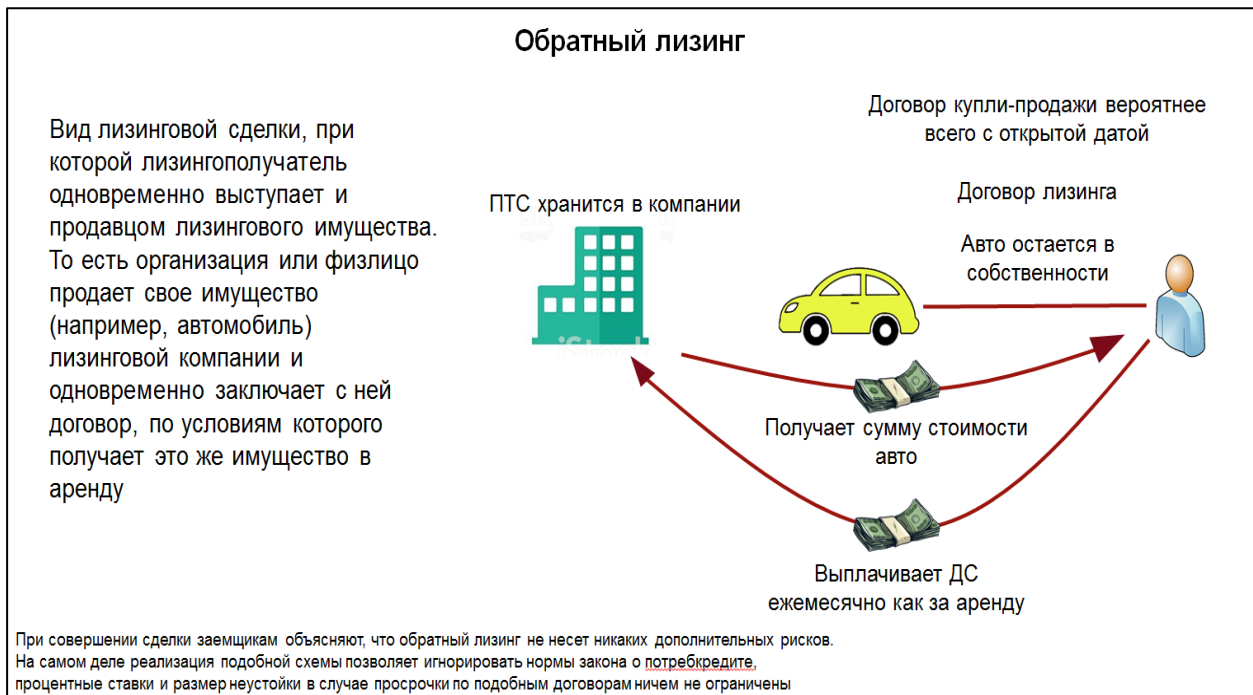 Обратный лизинг
Вид лизинговой сделки, при
которой лизингополучатель
одновременно выступает и
продавцом лизингового имущества.
То есть организация или физлицо
продает свое имущество
(например, автомобиль)
лизинговой компании и
одновременно заключает с ней
договор, по условиям которого
получает это же имущество в
аренду
ПТС хранится в компании
Договор купли-продажи вероятнее
всего с открытой датой
Договор лизинга
Авто остается в
собственности
Получает сумму стоимости
авто
Выплачивает ДС
ежемесячно как за аренду
При совершении сделки заемщикам объясняют, что обратный лизинг не несет никаких дополнительных рисков.
На самом деле реализация подобной схемы позволяет игнорировать нормы закона о потребкредите,
процентные ставки и размер неустойки в случае просрочки по подобным договорам ничем не ограничены